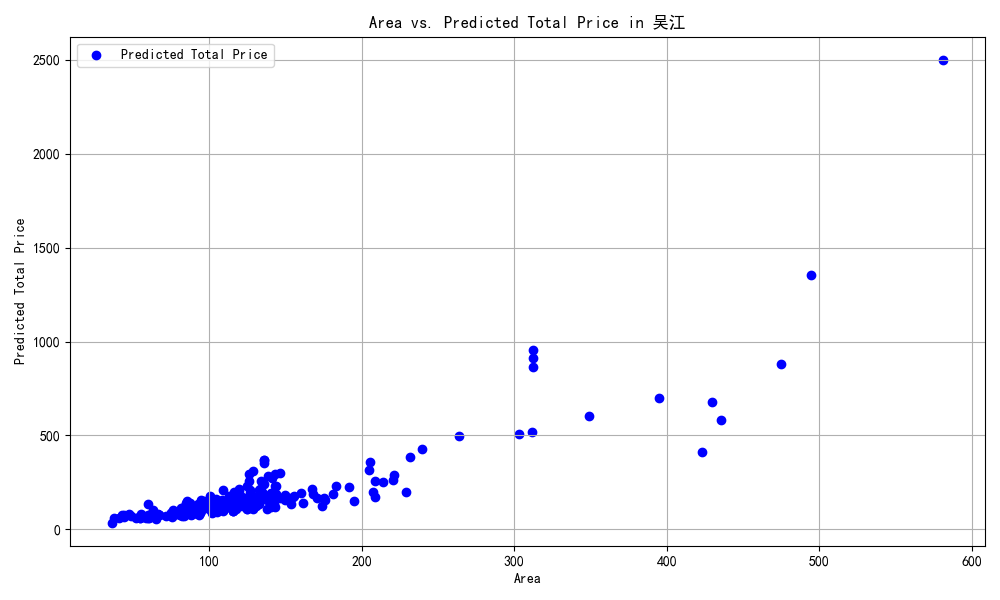 Area vs. Predicted Total Price in 吴江
Predicted Total Price
2500
2000
1500
1000
500
0
Predicted Total Price
100 200 300 400 500 600
Area